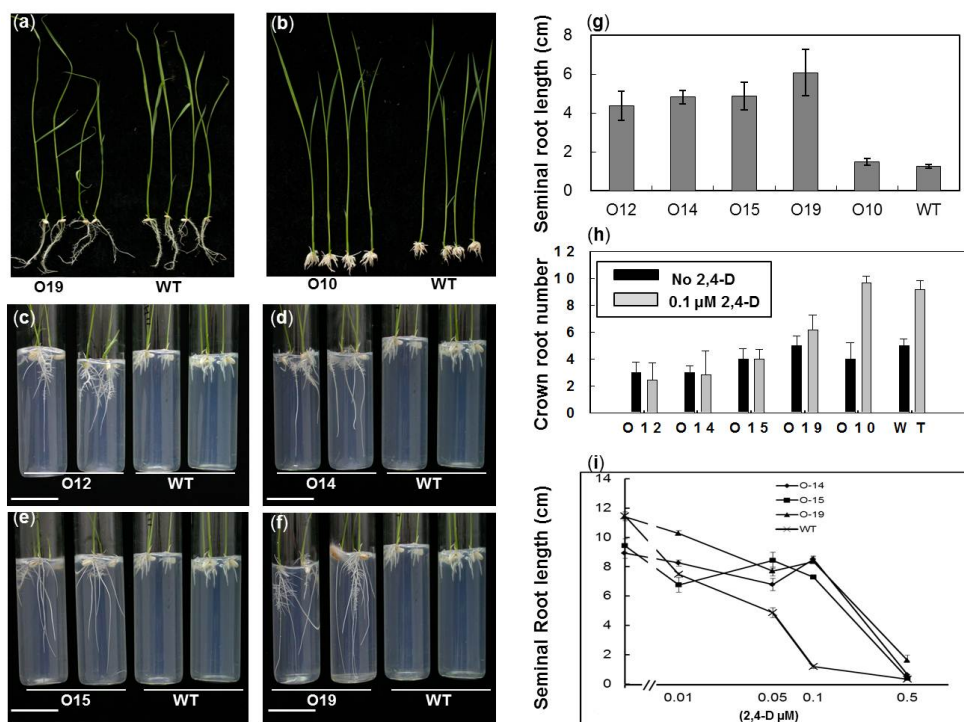 (a)
O19 WT
(b)
O10 WT
(c)
O12 WT
(d)
O14 WT
(e)
O15 WT
(f)
O19 WT
(g)
Seminal root length (cm)
8
6
4
2
0
O12 O14 O15 O19 O10 WT
(h)
Crown root number
12
10
8
6
4
2
0
No 2,4-D
0.1 µM 2,4-D
O 1 2 O 1 4 O 1 5 O 1 9 O 1 0 W T
(i)
Seminal Root length (cm)
14
12
10
8
6
4
2
0
O-14
O-15
O-19
WT
0.01 0.05 0.1 0.5
(2,4-D µM)